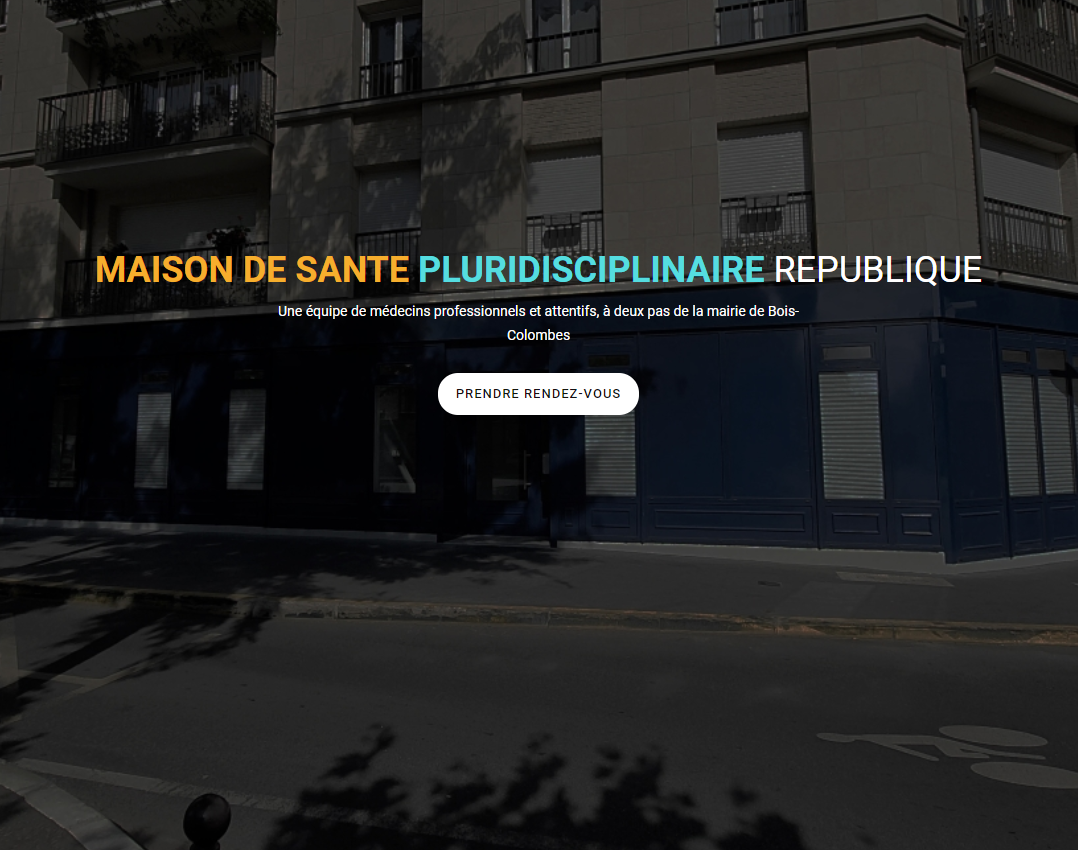 MAISON DE SANTE PLURIDISCIPLINAIRE REPUBLIQUE
Une équipe de médecins professionnels et attentifs, à deux pas de la mairie de Bois-
Colombes
PRENDRE RENDEZ-VOUS